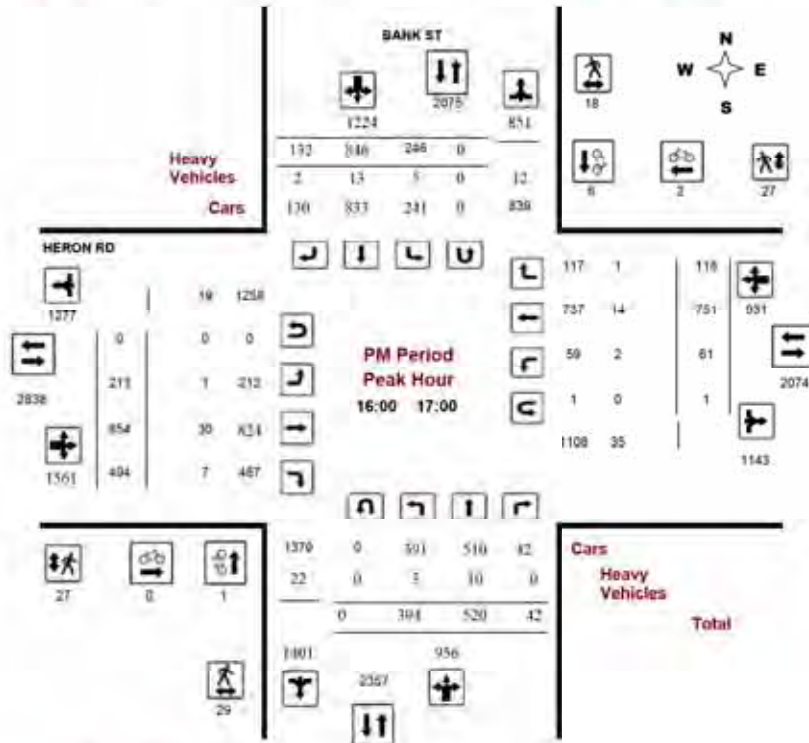 BANK ST
N
W E
S
2075
18
1224 851
132 846 246 0
Heavy
Vehicles
2 13 5 0 12
6 2 27
Cars
130 833 241 0 839
HERON RD
117 1 118
1277
19 1258
737 14 751 931
0 0 0
PM Period
Peak Hour
16:00 17:00
59 2 61
2074
2838
213 1 212
1 0 1
854 30 824
1108 35
1143
1561
494 7 487
1379 0 391 510 42
Cars
22 0 3 10 0
Heavy
Vehicles
27 0 1
0 394 520 42
Total
1401 956
2357
29